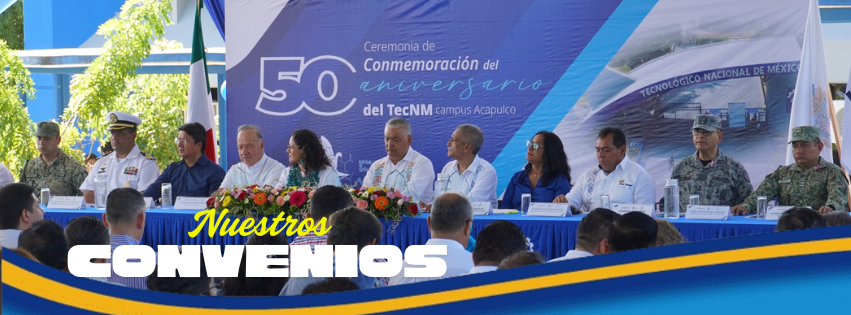 Ceremonia de
Conmemoración del
50 aniversario
del TecNM campus Acapulco
TECNOLÓGICO NACIONAL DE MÉXICO
Nuestros
CONVENIOS